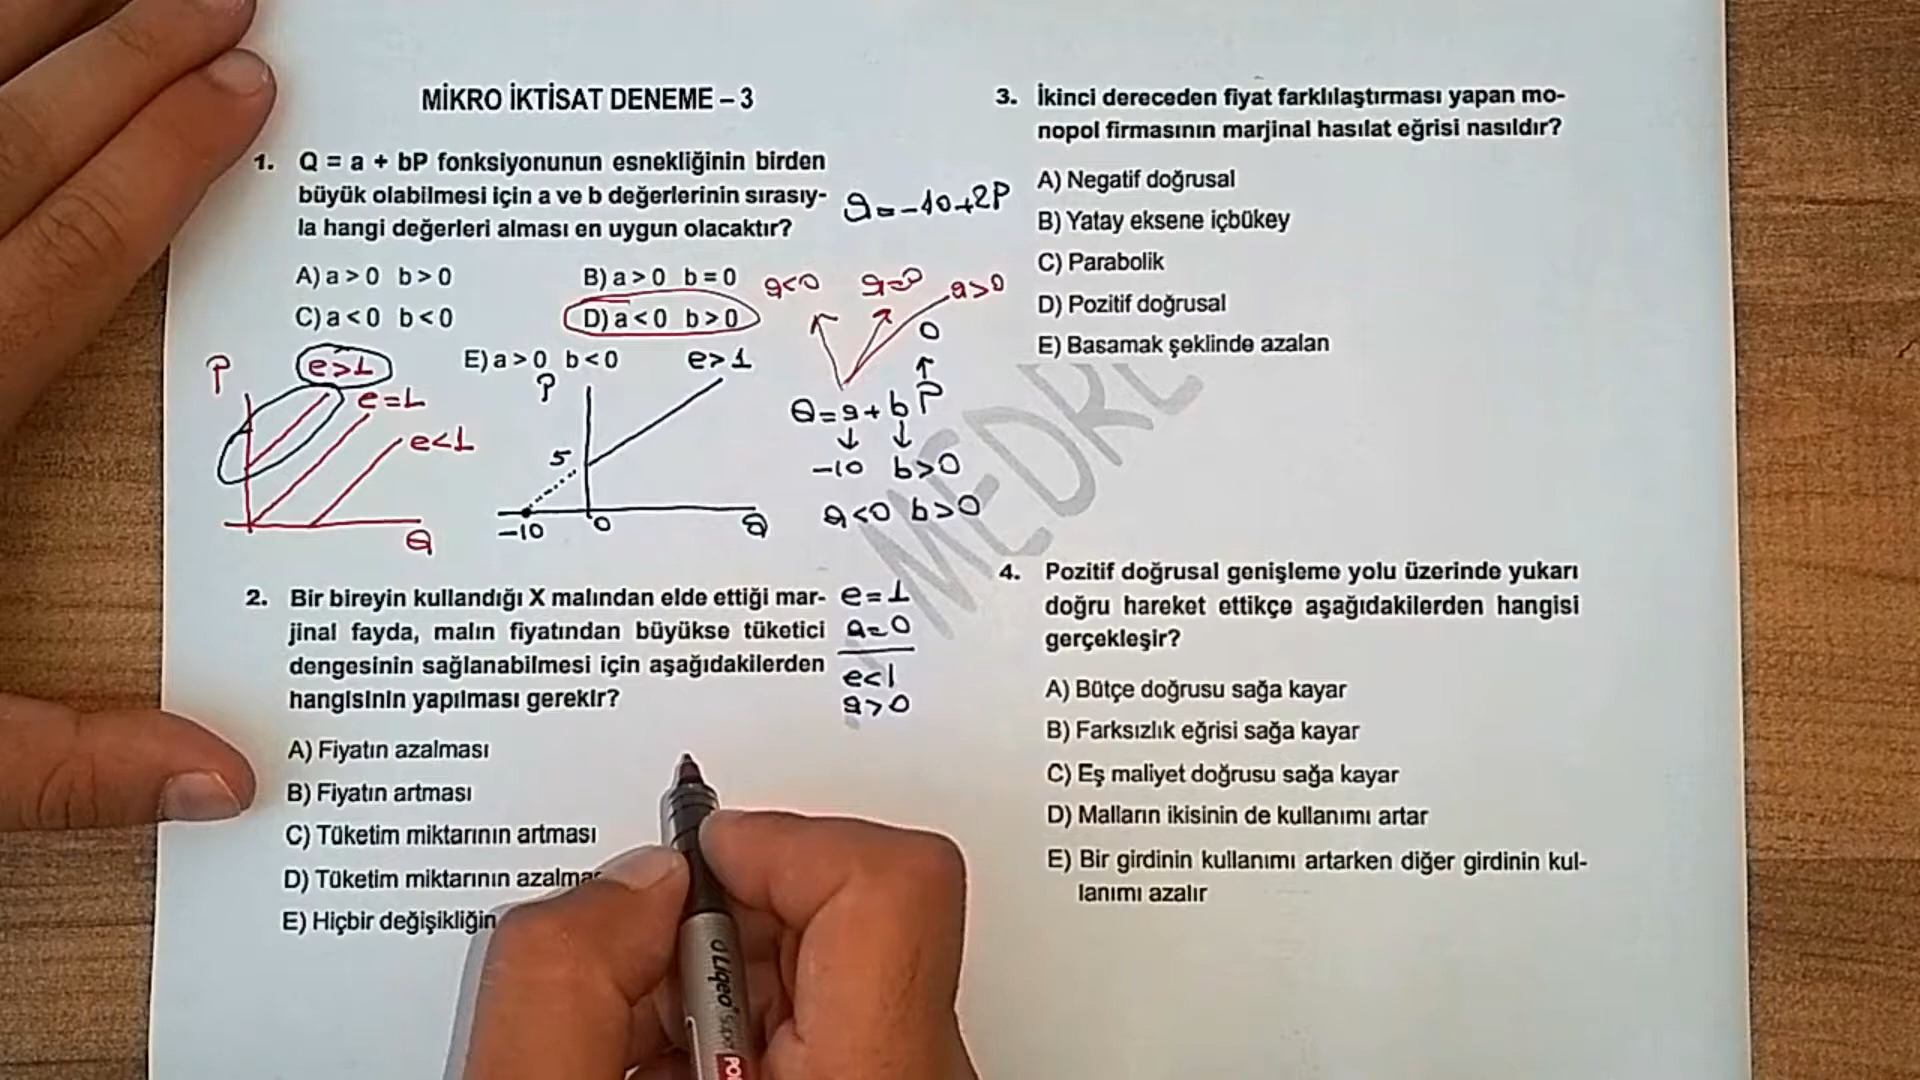 MİKRO İKTİSAT DENEME – 3
1. Q = a + bP fonksiyonunun esnekliğinin birden
büyük olabilmesi için a ve b değerlerinin sırasıy-
la hangi değerleri alması en uygun olacaktır?
Q = -10+2P
A) a > 0 b > 0
B) a > 0 b = 0
C) a < 0 b < 0
D) a < 0 b > 0
E) a > 0 b < 0
a<0 a=0 a>0
0
P
e>1
e=1
e<1
Q
P
e>1
5
-10
0
Q
Q=a+bP
-10 b>0
a<0 b>0
e=1
a=0
e<1
a>0
2. Bir bireyin kullandığı X malından elde ettiği mar-
jinal fayda, malın fiyatından büyükse tüketici
dengesinin sağlanabilmesi için aşağıdakilerden
hangisinin yapılması gerekir?
A) Fiyatın azalması
B) Fiyatın artması
C) Tüketim miktarının artması
D) Tüketim miktarının
E) Hiçbir değişikliğin
3. İkinci dereceden fiyat farklılaştırması yapan mo-
nopol firmasının marjinal hasılat eğrisi nasıldır?
A) Negatif doğrusal
B) Yatay eksene içbükey
C) Parabolik
D) Pozitif doğrusal
E) Basamak şeklinde azalan
4. Pozitif doğrusal genişleme yolu üzerinde yukarı
doğru hareket ettikçe aşağıdakilerden hangisi
gerçekleşir?
A) Bütçe doğrusu sağa kayar
B) Farksızlık eğrisi sağa kayar
C) Eş maliyet doğrusu sağa kayar
D) Malların ikisinin de kullanımı artar
E) Bir girdinin kullanımı artarken diğer girdinin kul-
lanımı azalır